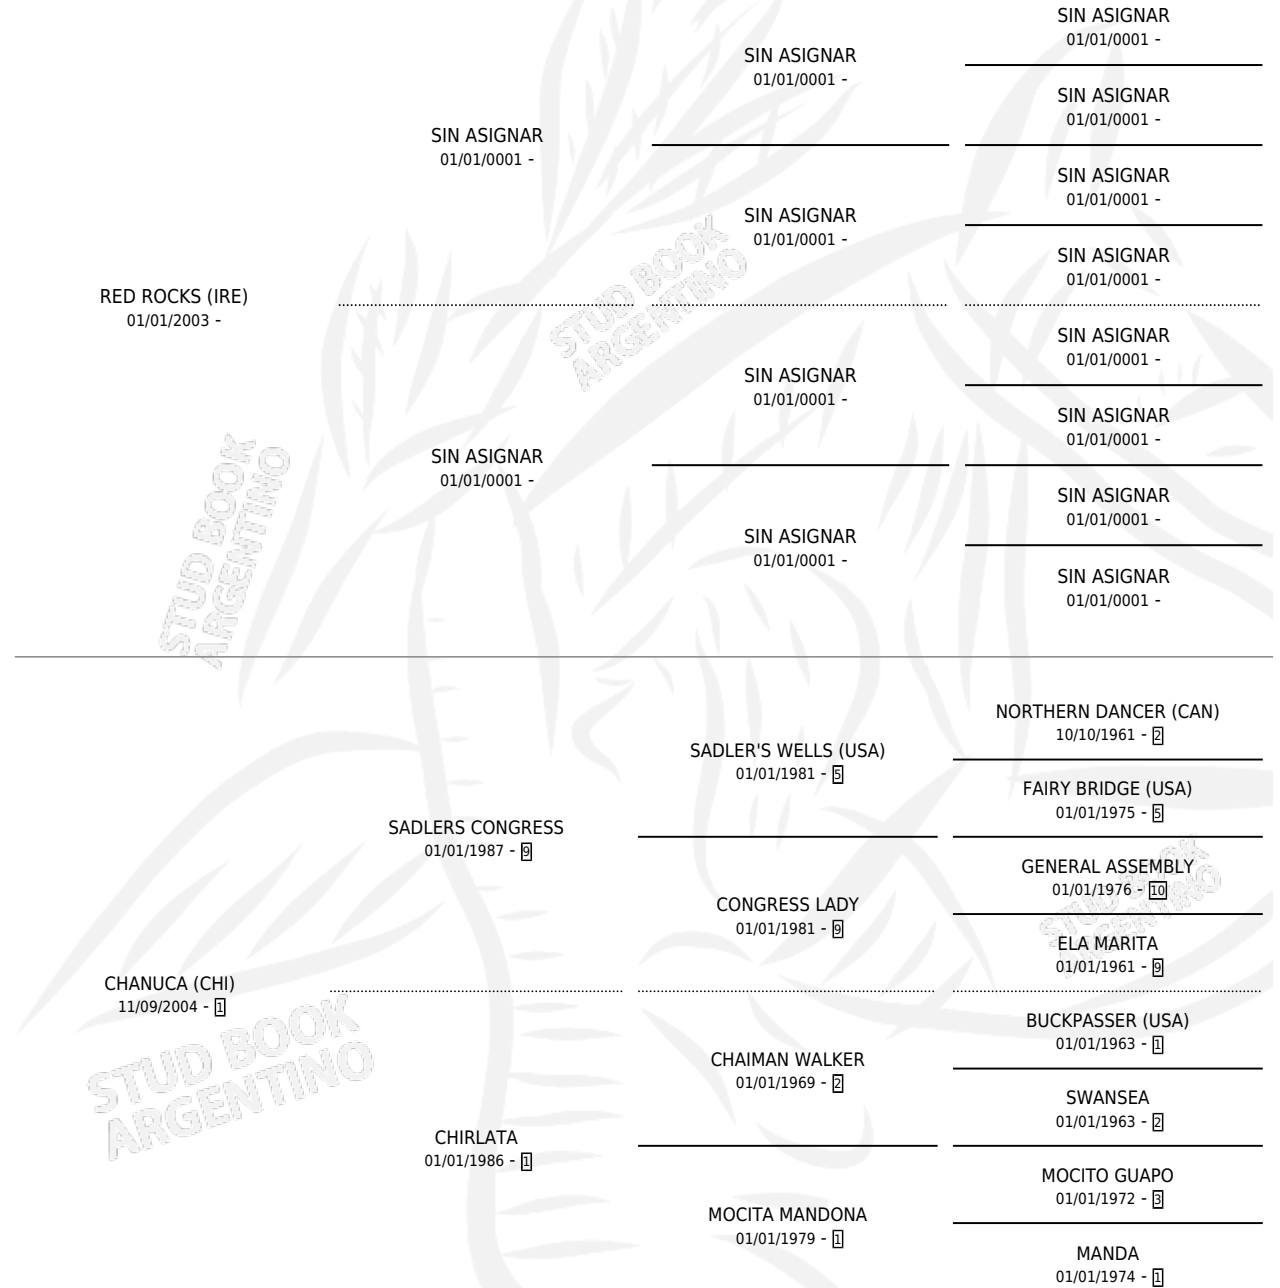 SIN ASIGNAR
01/01/0001 -
SIN ASIGNAR
01/01/0001 -
SIN ASIGNAR
01/01/0001 -
SIN ASIGNAR
01/01/0001 -
SIN ASIGNAR
01/01/0001 -
SIN ASIGNAR
01/01/0001 -
SIN ASIGNAR
01/01/0001 -
RED ROCKS (IRE)
01/01/2003 -
STUD BOOK
ARGENTINO
SIN ASIGNAR
01/01/0001 -
SIN ASIGNAR
01/01/0001 -
SIN ASIGNAR
01/01/0001 -
SIN ASIGNAR
01/01/0001 -
SIN ASIGNAR
01/01/0001 -
SIN ASIGNAR
01/01/0001 -
SIN ASIGNAR
01/01/0001 -
STUD BOOK
ARGENTINO
NORTHERN DANCER (CAN)
10/10/1961 - 2
SADLER'S WELLS (USA)
01/01/1981 - 5
FAIRY BRIDGE (USA)
01/01/1975 - 5
SADLERS CONGRESS
01/01/1987 - 9
GENERAL ASSEMBLY
01/01/1976 - 10
CONGRESS LADY
01/01/1981 - 9
ELA MARITA
01/01/1961 - 9
STUD BOOK
ARGENTINO
CHANUCA (CHI)
11/09/2004 - 1
BUCKPASSER (USA)
01/01/1963 - 1
CHAIMAN WALKER
01/01/1969 - 2
SWANSEA
01/01/1963 - 2
STUD BOOK
ARGENTINO
CHIRLATA
01/01/1986 - 1
MOCITO GUAPO
01/01/1972 - 3
MOCITA MANDONA
01/01/1979 - 1
MANDA
01/01/1974 - 1